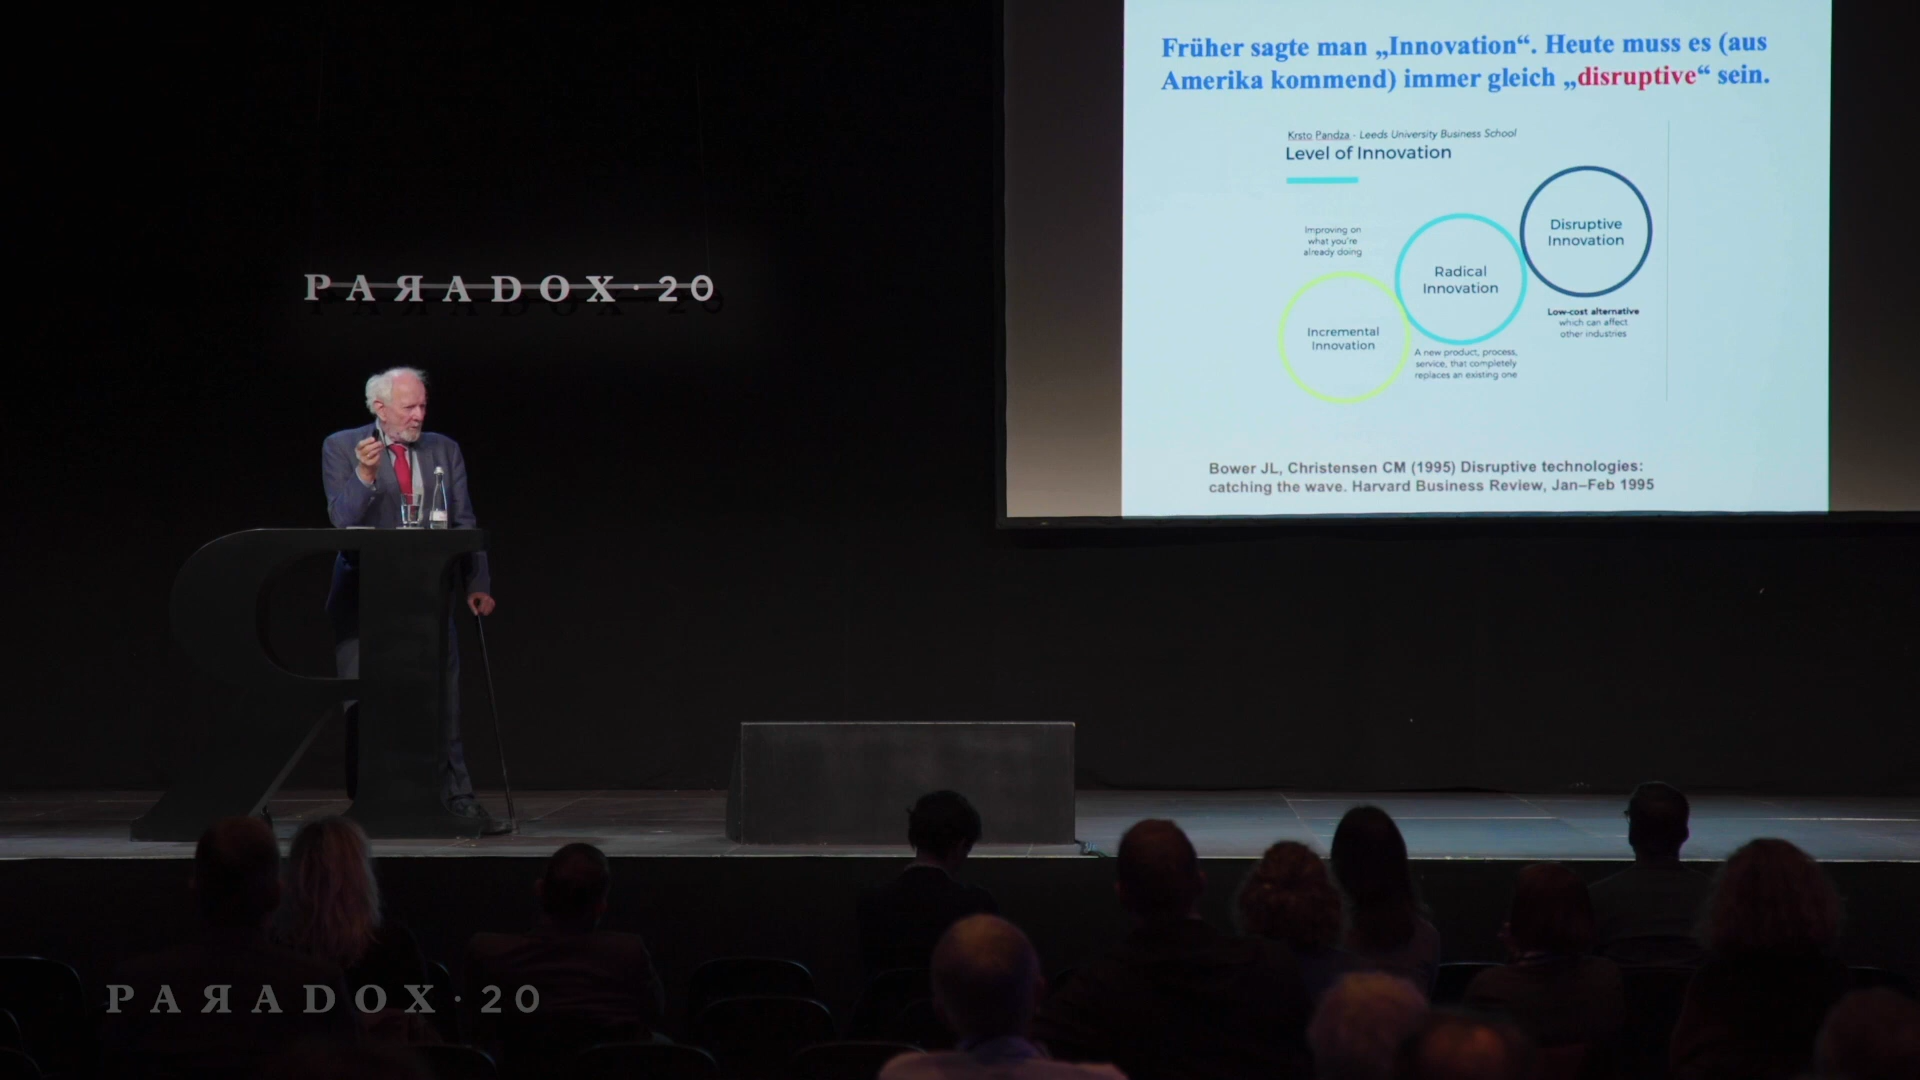 Früher sagte man „Innovation“. Heute muss es (aus
Amerika kommend) immer gleich „disruptive“ sein.
Krsto Pandza - Leeds University Business School
Level of Innovation
Improving on
what you're
already doing
Incremental
Innovation
Radical
Innovation
A new product, process,
service, that completely
replaces an existing one
Disruptive
Innovation
Low-cost alternative
which can affect
other industries
Bower JL, Christensen CM (1995) Disruptive technologies:
catching the wave. Harvard Business Review, Jan–Feb 1995
PAЯADOX·20
PAЯADOX·20